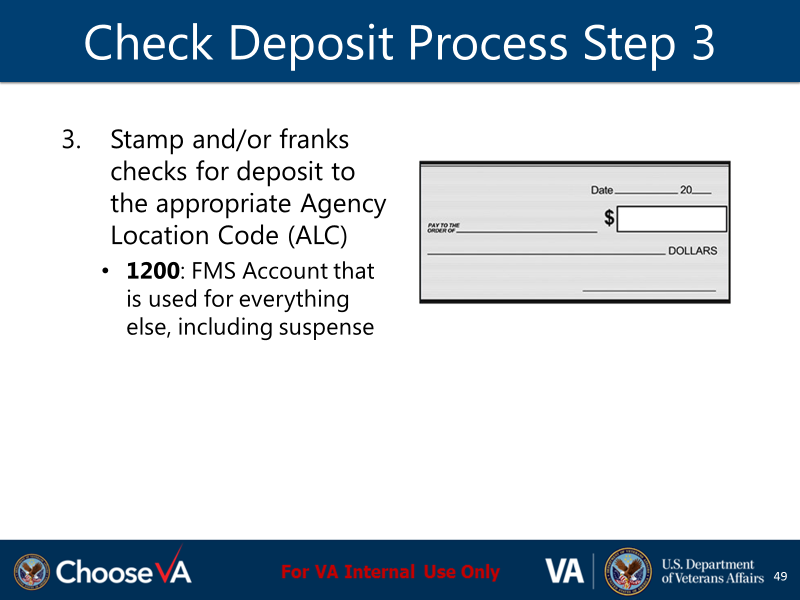 Check Deposit Process Step 3
3. Stamp and/or franks
checks for deposit to
the appropriate Agency
Location Code (ALC)
• 1200: FMS Account that
is used for everything
else, including suspense
Date 20
$
PAY TO THE
ORDER OF
DOLLARS
Choose VA
For VA Internal Use Only
VA
U.S. Department
of Veterans Affairs
49